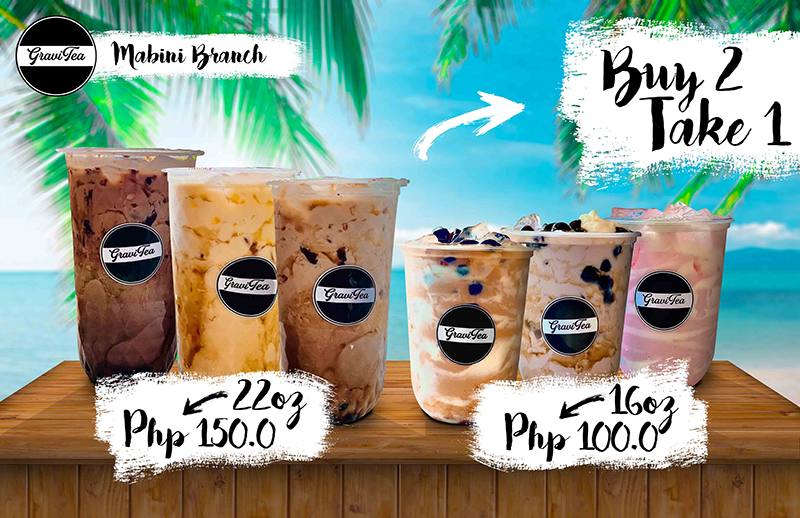 GraviTea
Mabini Branch
Buy 2
Take 1
GraviTea
GraviTea
GraviTea
GraviTea
GraviTea
GraviTea
22oz
Php 150.0
16oz
Php 100.0